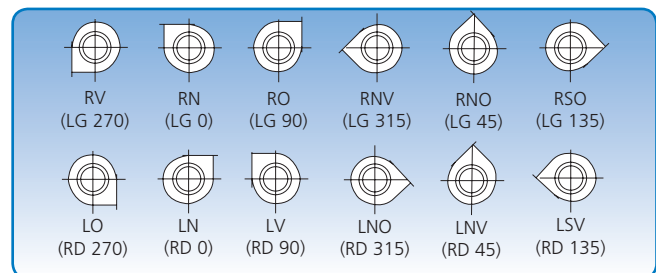 RV RN RO RNV RNO RSO
(LG 270) (LG 0) (LG 90) (LG 315) (LG 45) (LG 135)
LO LN LV LNO LNV LSV
(RD 270) (RD 0) (RD 90) (RD 315) (RD 45) (RD 135)